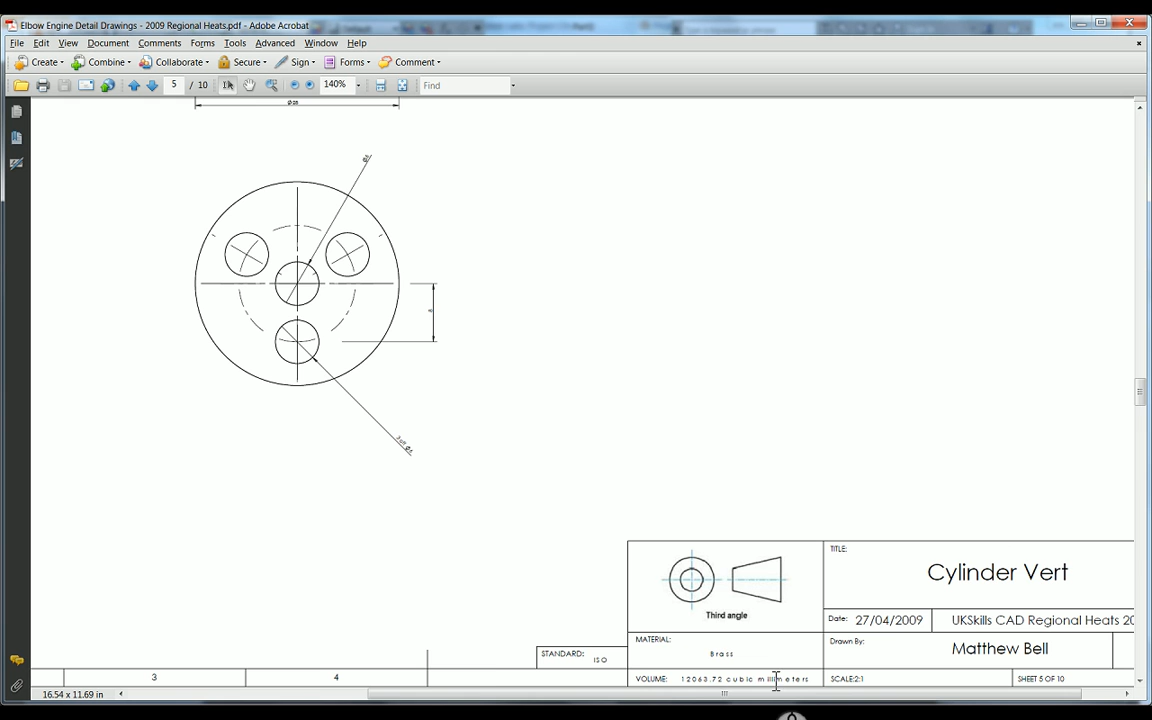 Elbow Engine Detail Drawings - 2009 Regional Heats.pdf - Adobe Acrobat
File Edit View Document Comments Forms Tools Advanced Window Help
Create Combine Collaborate Secure Sign Forms Comment
5 / 10 140% Find
8
TITLE:
Cylinder Vert
Third angle
Date: 27/04/2009 UKSkills CAD Regional Heats 20
MATERIAL:
Brass
Drawn By:
Matthew Bell
STANDARD:
ISO
3 4 VOLUME: 12063.72 cubic millimeters SCALE:2:1 SHEET 5 OF 10
16.54 x 11.69 in